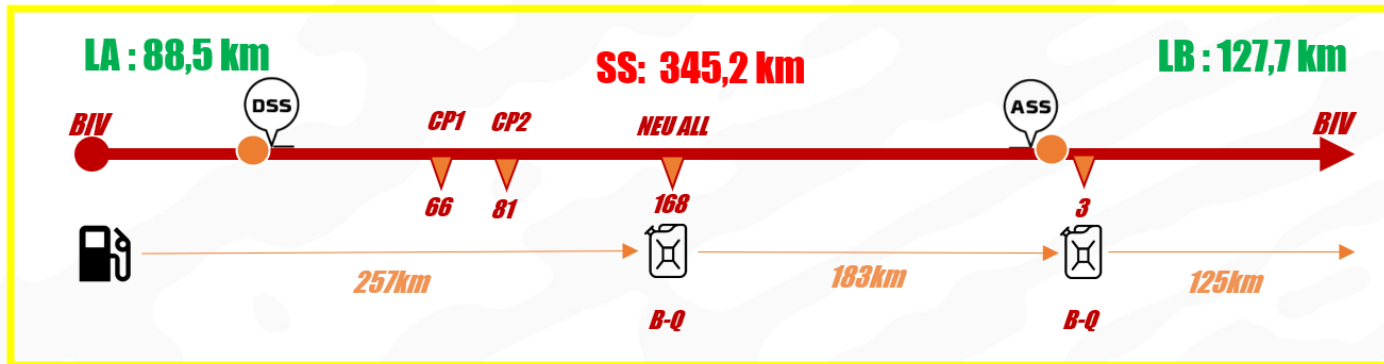 LA : 88,5 km
SS: 345,2 km
LB : 127,7 km
BIV
DSS
CP1
CP2
NEU ALL
ASS
BIV
66
81
168
3
257km
183km
125km
B-Q
B-Q